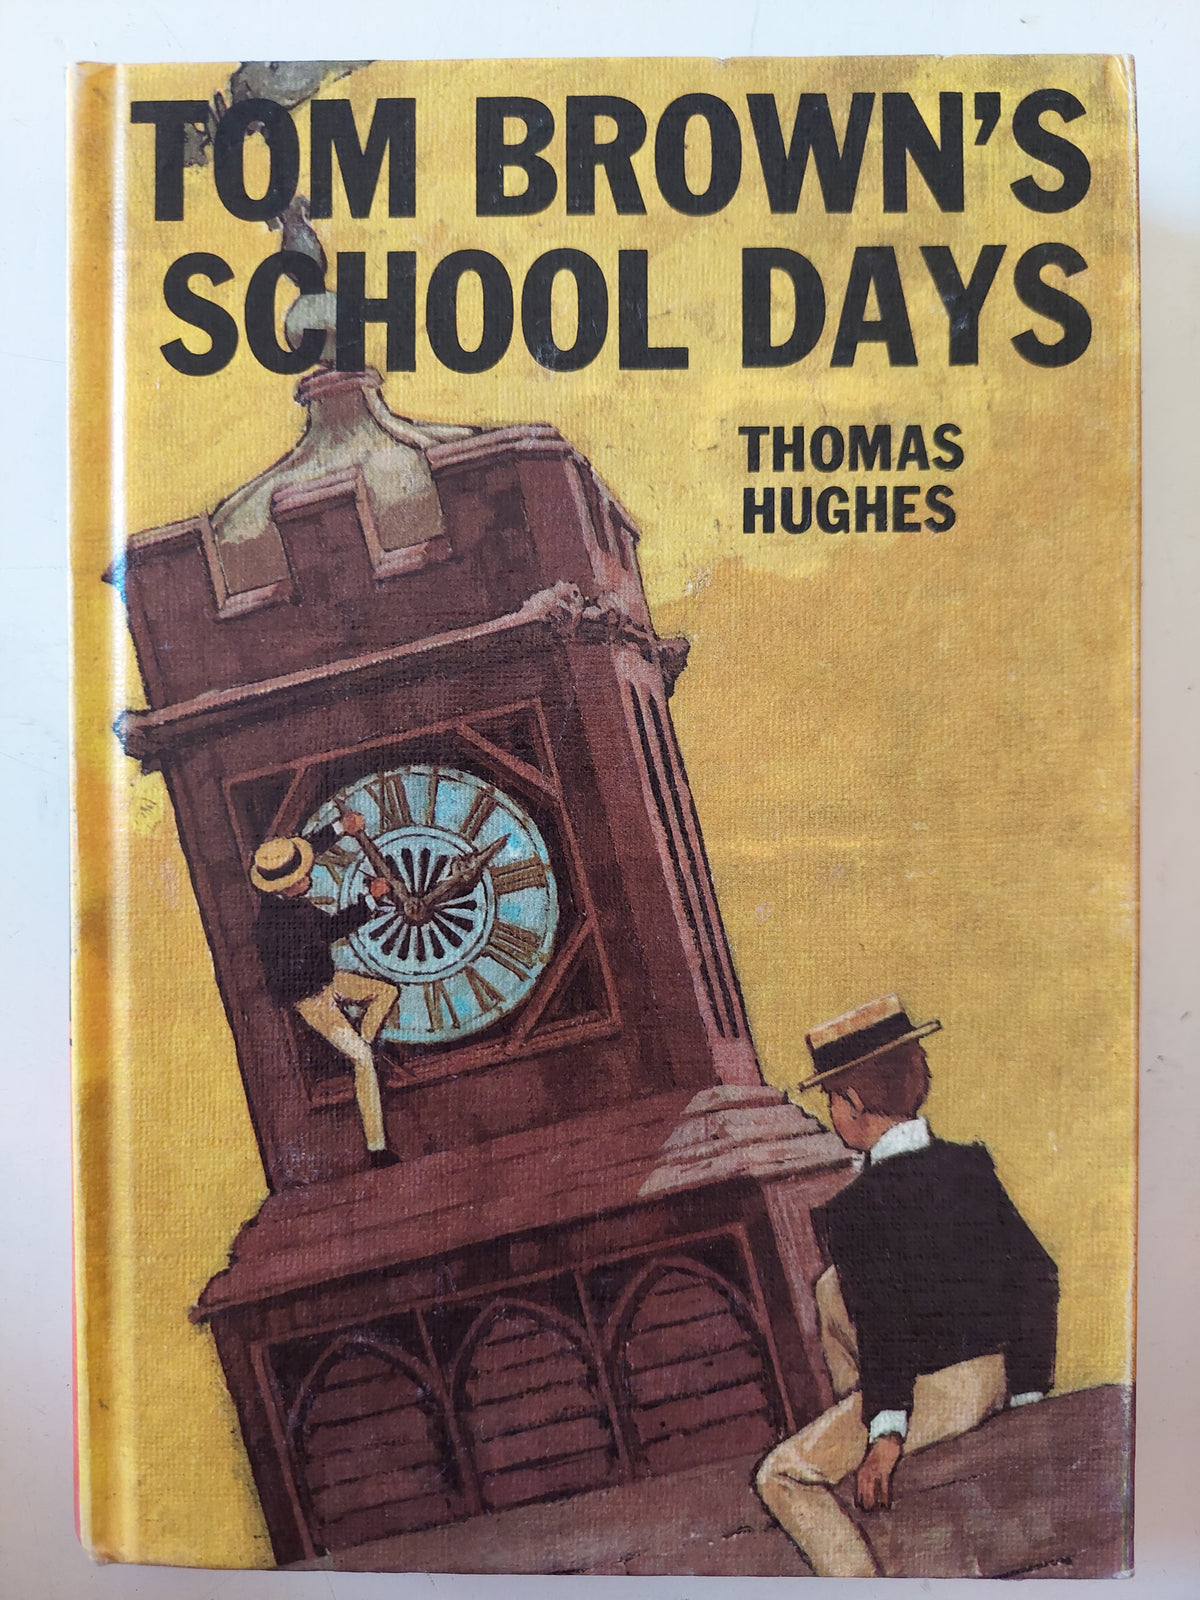 TOM BROWN'S
SCHOOL DAYS
THOMAS
HUGHES